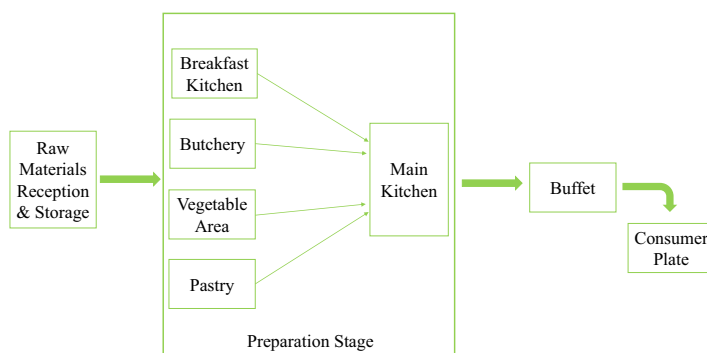 Raw
Materials
Reception
& Storage
Breakfast
Kitchen
Butchery
Vegetable
Area
Pastry
Main
Kitchen
Preparation Stage
Buffet
Consumer
Plate